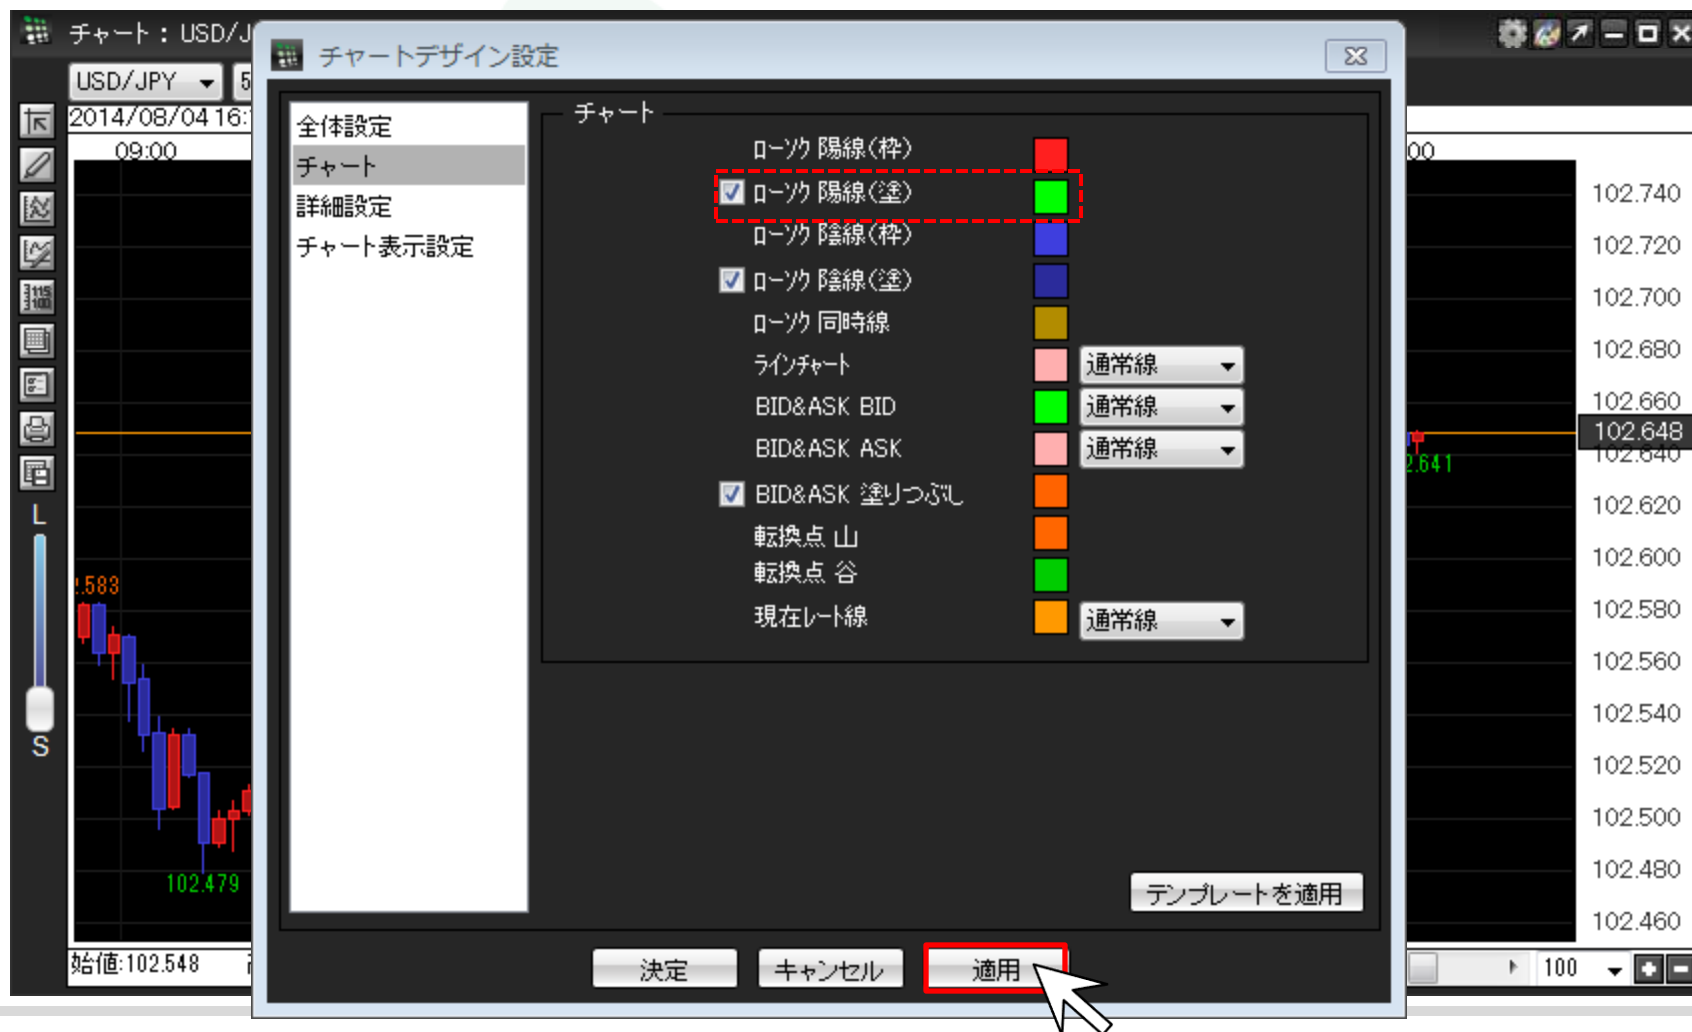 チャート : USD/J
チャートデザイン設定
USD/JPY
5
2014/08/04 16:
09:00
00
全体設定
チャート
詳細設定
チャート表示設定
チャート
ローソク 陽線(枠)
ローソク 陽線(塗)
ローソク 陰線(枠)
ローソク 陰線(塗)
ローソク 同時線
ラインチャート 通常線
BID&ASK BID 通常線
BID&ASK ASK 通常線
BID&ASK 塗りつぶし
転換点 山
転換点 谷
現在レート線 通常線
テンプレートを適用
決定
キャンセル
適用
115
100
L
S
.583
102.479
2.641
102.740
102.720
102.700
102.680
102.660
102.648
102.640
102.620
102.600
102.580
102.560
102.540
102.520
102.500
102.480
102.460
始値:102.548
100